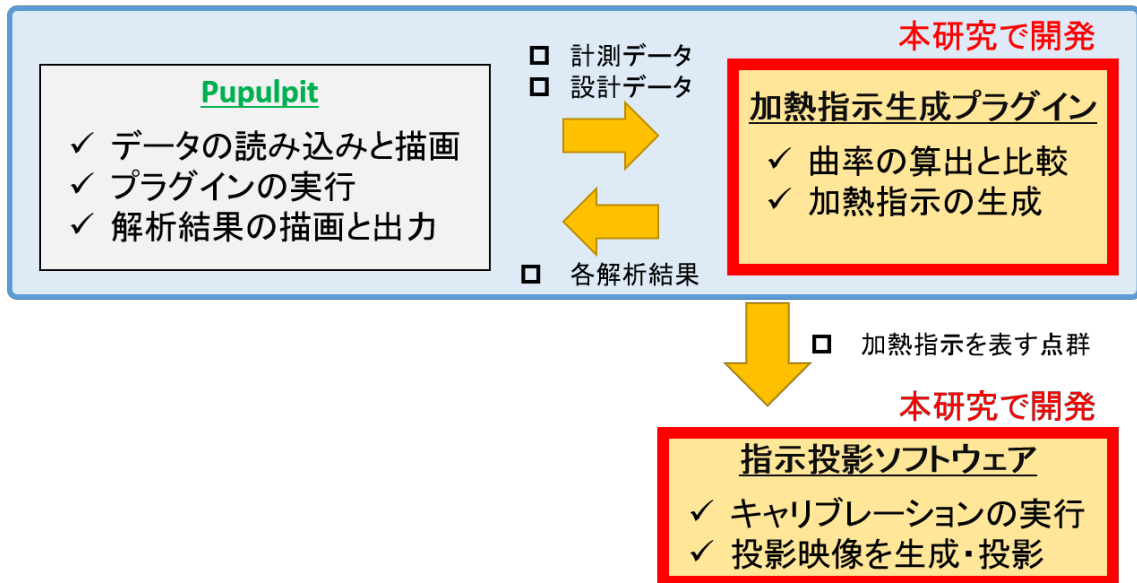 本研究で開発
□ 計測データ
□ 設計データ
Pupulpit
✓ データの読み込みと描画
✓ プラグインの実行
✓ 解析結果の描画と出力
加熱指示生成プラグイン
✓ 曲率の算出と比較
✓ 加熱指示の生成
□ 各解析結果
□ 加熱指示を表す点群
本研究で開発
指示投影ソフトウェア
✓ キャリブレーションの実行
✓ 投影映像を生成・投影